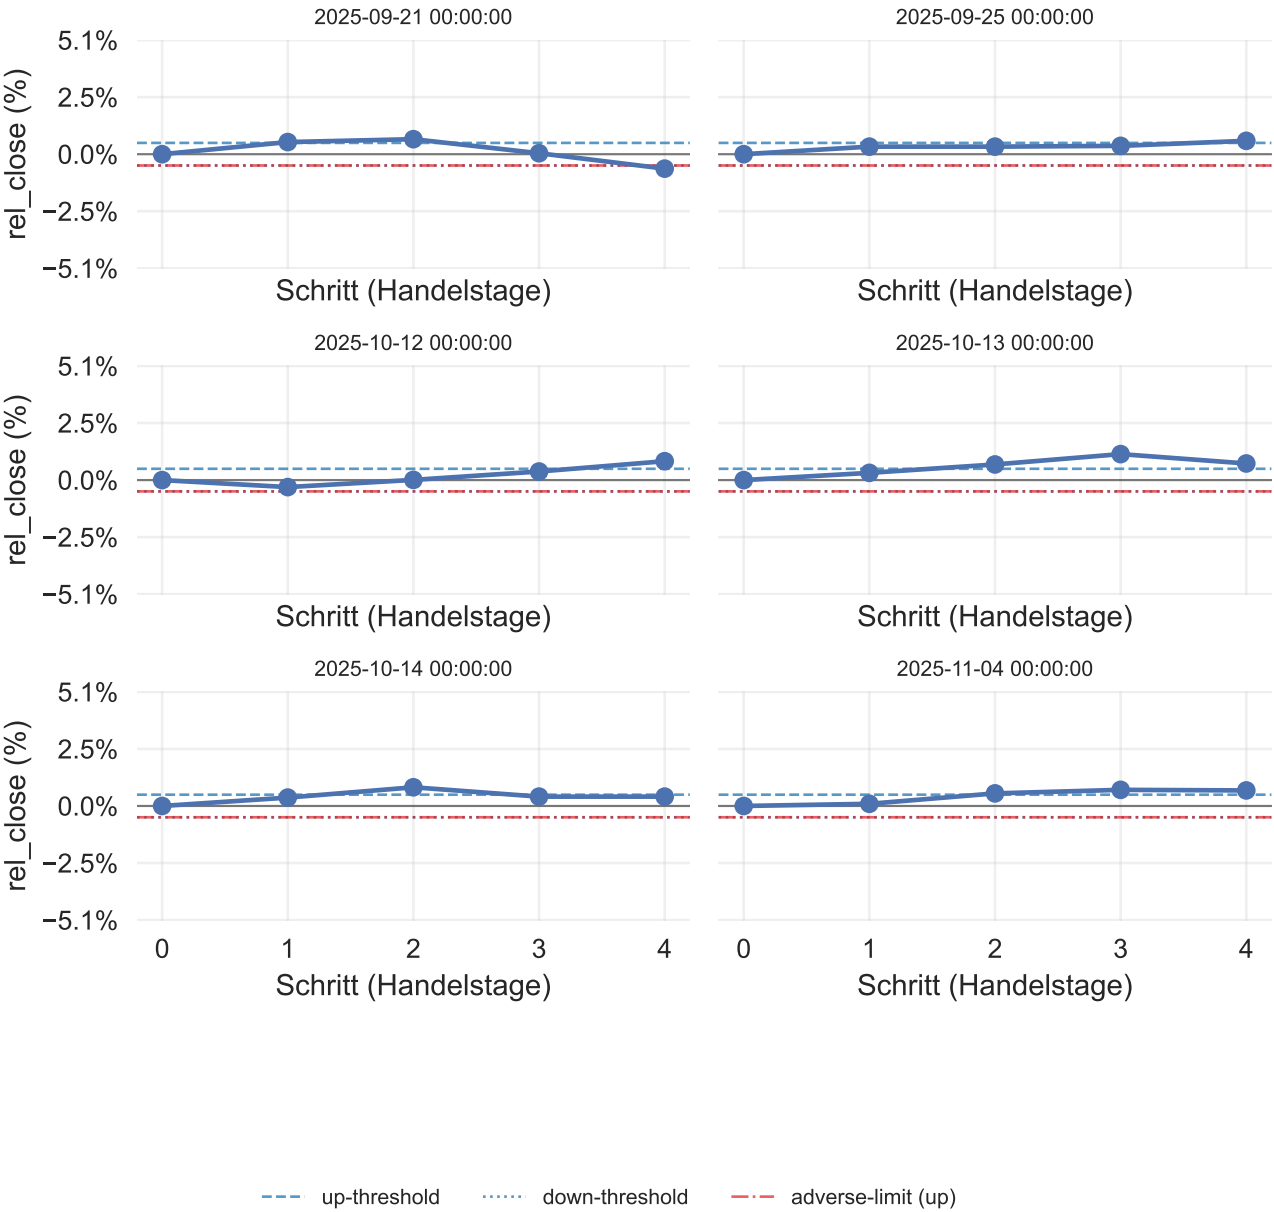 2025-09-21 00:00:00
2025-09-25 00:00:00
5.1%
2.5%
0.0%
−2.5%
−5.1%
rel_close (%)
Schritt (Handelstage)
Schritt (Handelstage)
2025-10-12 00:00:00
2025-10-13 00:00:00
5.1%
2.5%
0.0%
−2.5%
−5.1%
rel_close (%)
Schritt (Handelstage)
Schritt (Handelstage)
2025-10-14 00:00:00
2025-11-04 00:00:00
5.1%
2.5%
0.0%
−2.5%
−5.1%
rel_close (%)
0 1 2 3 4
0 1 2 3 4
Schritt (Handelstage)
Schritt (Handelstage)
up-threshold down-threshold adverse-limit (up)